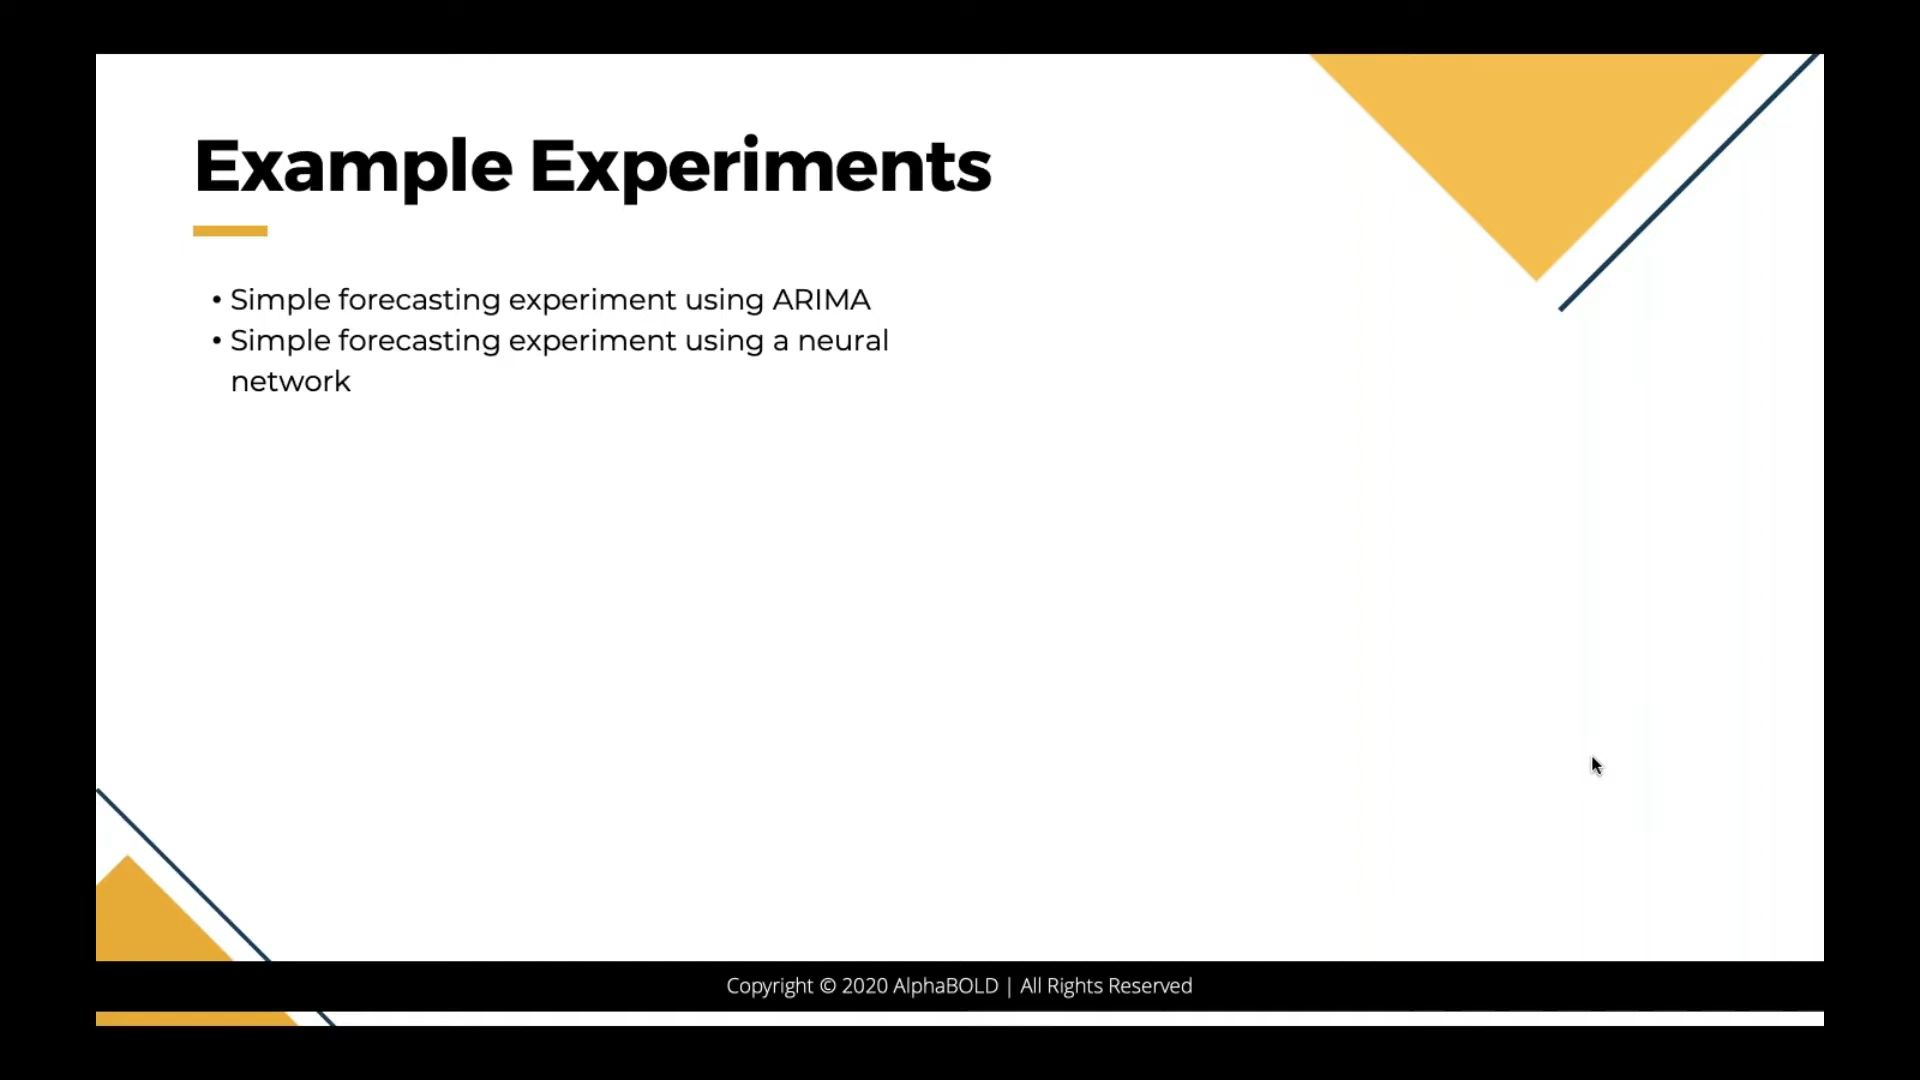 Example Experiments
• Simple forecasting experiment using ARIMA
• Simple forecasting experiment using a neural
network
Copyright © 2020 AlphaBOLD | All Rights Reserved